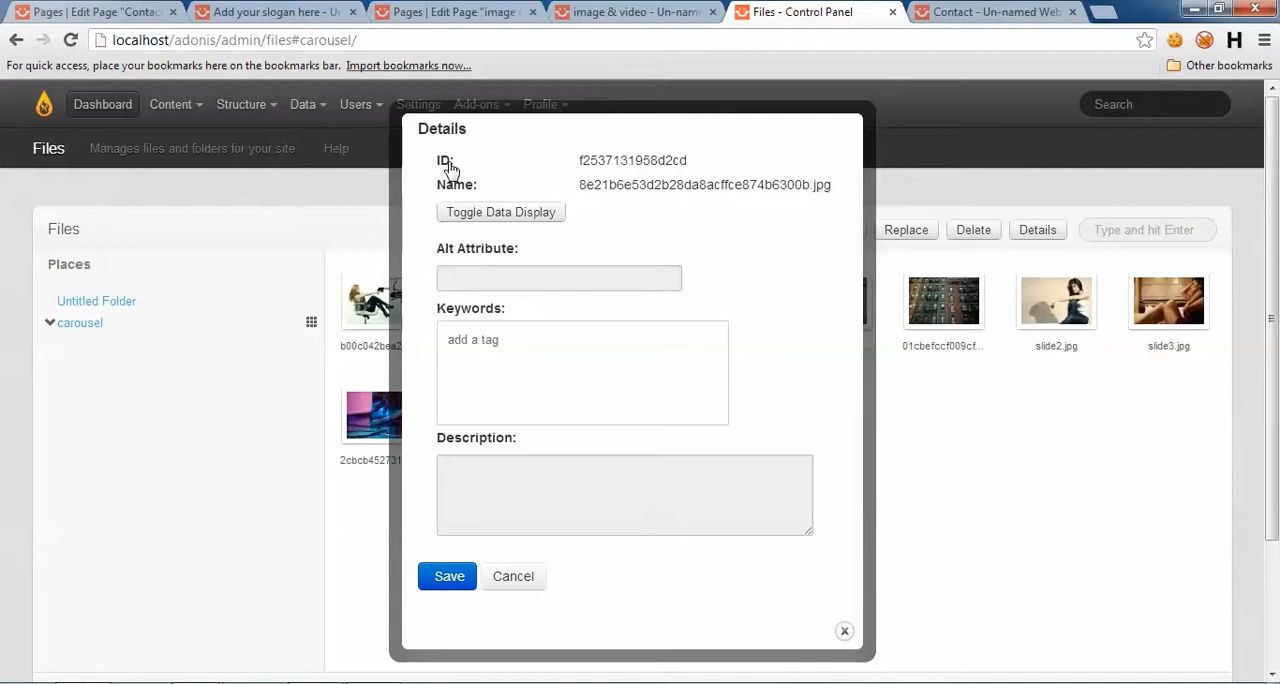 Pages | Edit Page "Contac
Add your slogan here - U
Pages | Edit Page "image
image & video - Un-nam
Files - Control Panel
Contact - Un-named Web
localhost/adonis/admin/files#carousel/
For quick access, place your bookmarks here on the bookmarks bar. Import bookmarks now...
Other bookmarks
Dashboard
Content
Structure
Data
Users
Settings
Add-ons
Profile
Search
Files
Manages files and folders for your site
Help
Details
ID:
f2537131958d2cd
Name:
8e21b6e53d2b28da8acffce874b6300b.jpg
Toggle Data Display
Alt Attribute:
Keywords:
add a tag
Description:
Save
Cancel
x
Files
Replace
Delete
Details
Type and hit Enter
Places
Untitled Folder
carousel
b00c042bea2
01cbefccf009cf...
slide2.jpg
slide3.jpg
2cbcb452731